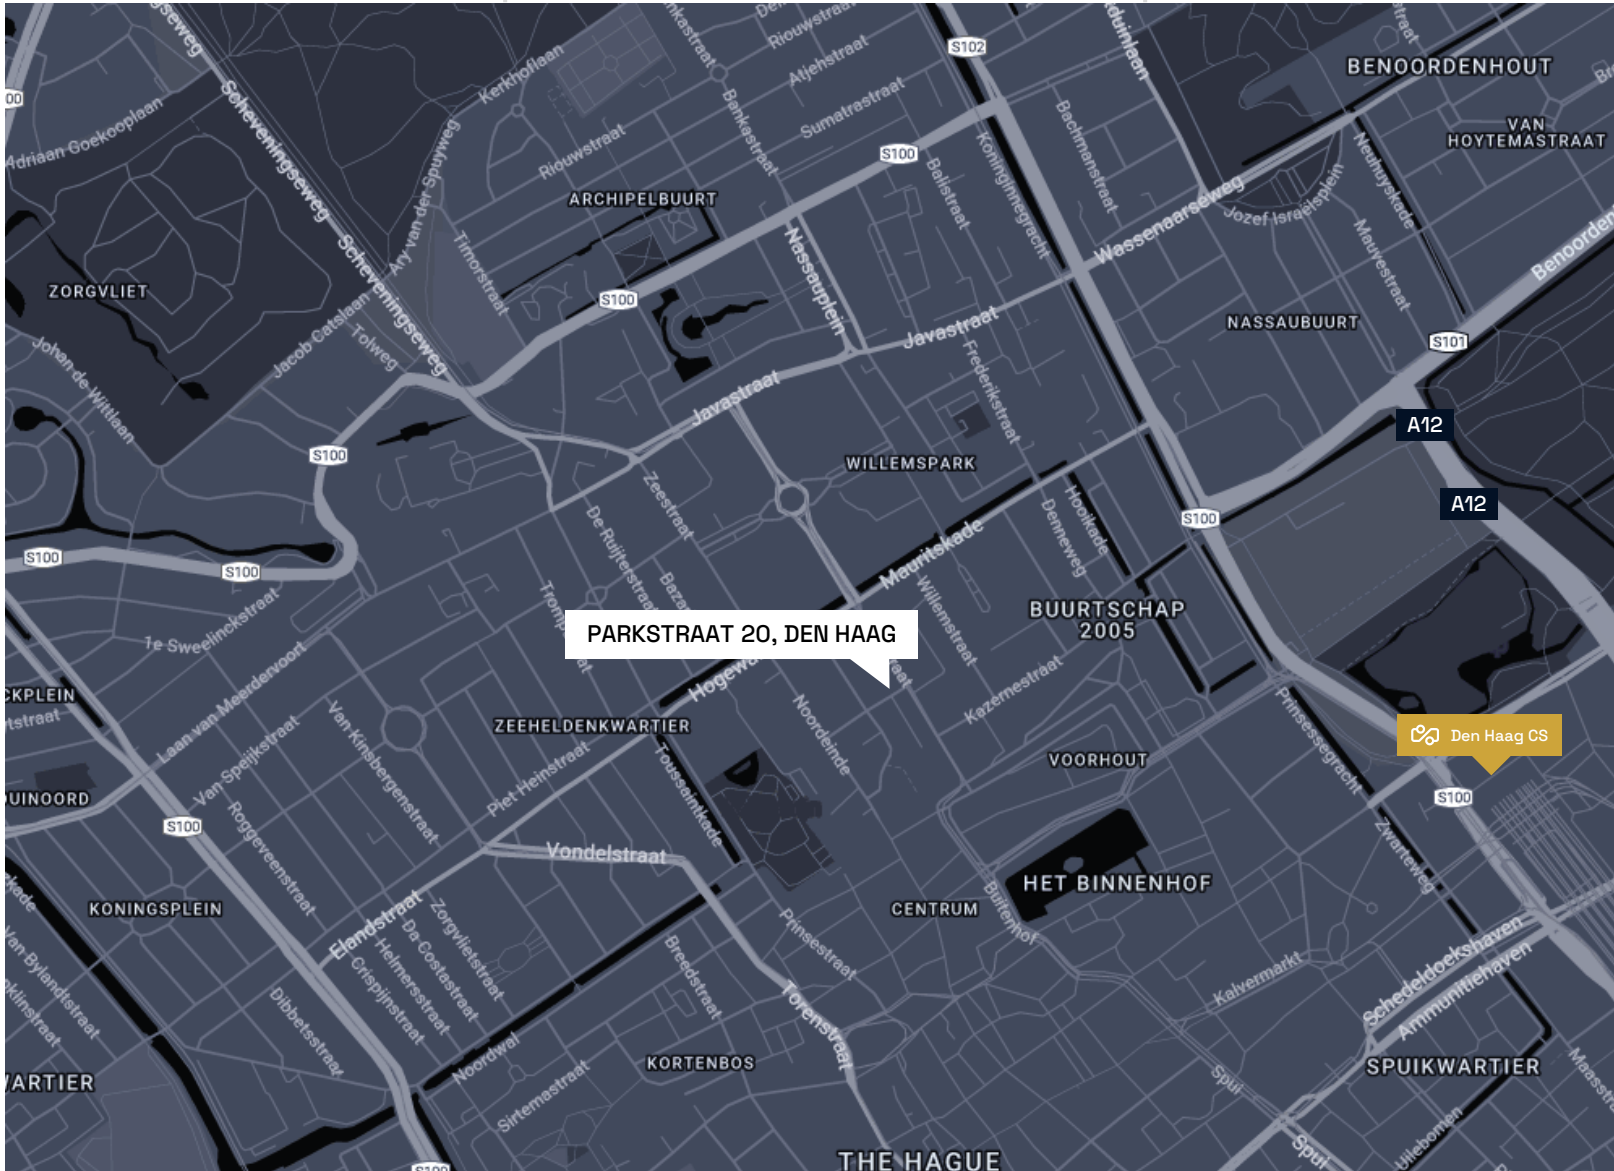 Scheveningseweg
Kerkhoflaan
Riouwstraat
Atjehstraat
Sumatrastraat
Bankastraat
S102
BENOORDENHOUT
VAN
HOYTEMASTRAAT
Adriaan Goekooplaan
Scheveningseweg
Ary van der Spuyweg
Riouwstraat
ARCHIPELBUURT
S100
Balistraat
Koninginnegracht
Bachmanstraat
Wassenaarseweg
Jozef Israëlsplein
Neuhuyskade
Mauvestraat
ZORGVLIET
Scheveningseweg
Timorstraat
S100
Nassauplein
Javastraat
NASSAUBUURT
S101
Jacob Catslaan
Tolweg
Johan de Wittlaan
Javastraat
Frederikstraat
A12
S100
WILLEMSPARK
Zeestraat
A12
S100
De Ruijterstraat
Mauritskade
Denneweg
Hooikade
S100
S100
1e Sweelinckstraat
PARKSTRAAT 20, DEN HAAG
Willemstraat
BUURTSCHAP
2005
Laan van Meerdervoort
Kazernestraat
ZEEHELDENKWARTIER
Noordeinde
Prinsessegracht
Den Haag CS
Van Speijkstraat
Van Kinsbergenstraat
Piet Heinstraat
Toussaintkade
VOORHOUT
S100
S100
Roggeveenstraat
Vondelstraat
Zwarteweg
KONINGSPLEIN
Elandstraat
HET BINNENHOF
CENTRUM
Buitenhof
Zorgvlietstraat
Da Costastraat
Helmersstraat
Crispijnstraat
Breedstraat
Prinsestraat
Van Bylandtstraat
Dibbetsstraat
Torenstraat
Kalvermarkt
Schedeldoekshaven
Ammunitiehaven
Noordwal
KORTENBOS
SPUIKWARTIER
Sirtemastraat
Spui
THE HAGUE
Spui